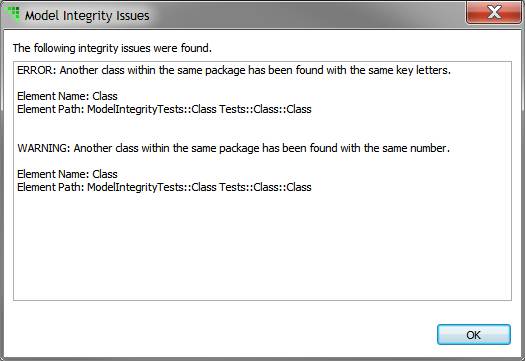 Model Integrity Issues
The following integrity issues were found.
ERROR: Another class within the same package has been found with the same key letters.
Element Name: Class
Element Path: ModelIntegrityTests::Class Tests::Class::Class
WARNING: Another class within the same package has been found with the same number.
Element Name: Class
Element Path: ModelIntegrityTests::Class Tests::Class::Class
OK